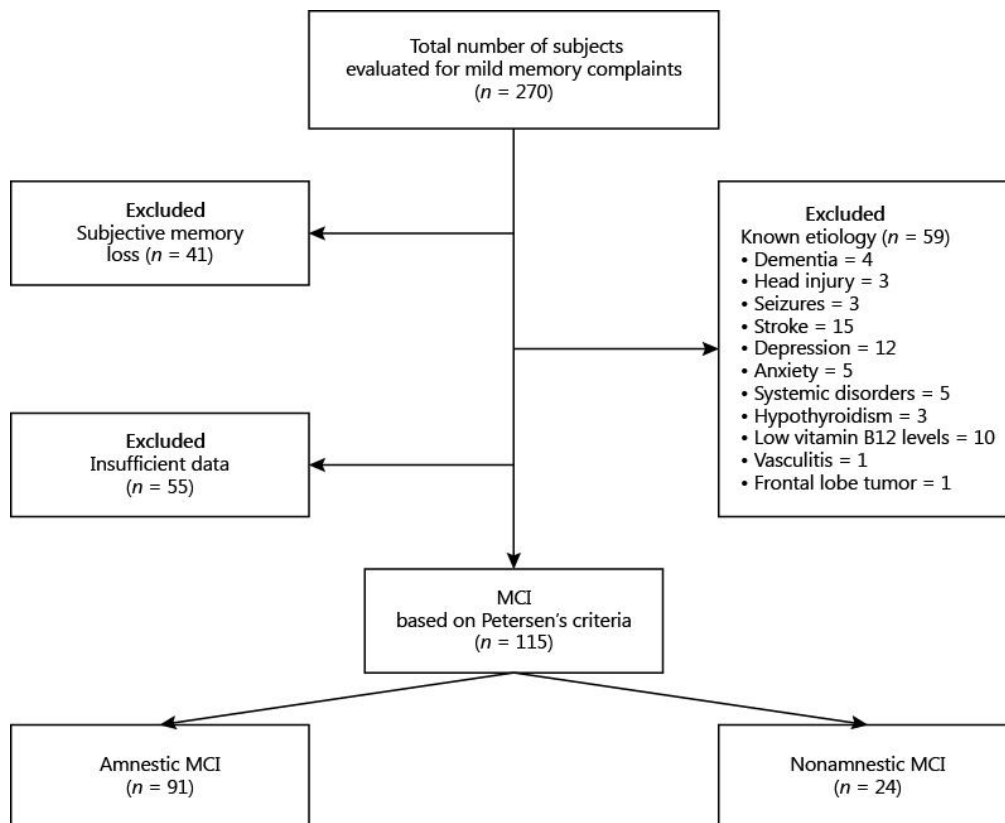 Total number of subjects
evaluated for mild memory complaints
(n = 270)
Excluded
Subjective memory
loss (n = 41)
Excluded
Known etiology (n = 59)
• Dementia = 4
• Head injury = 3
• Seizures = 3
• Stroke = 15
• Depression = 12
• Anxiety = 5
• Systemic disorders = 5
• Hypothyroidism = 3
• Low vitamin B12 levels = 10
• Vasculitis = 1
• Frontal lobe tumor = 1
Excluded
Insufficient data
(n = 55)
MCI
based on Petersen’s criteria
(n = 115)
Amnestic MCI
(n = 91)
Nonamnestic MCI
(n = 24)